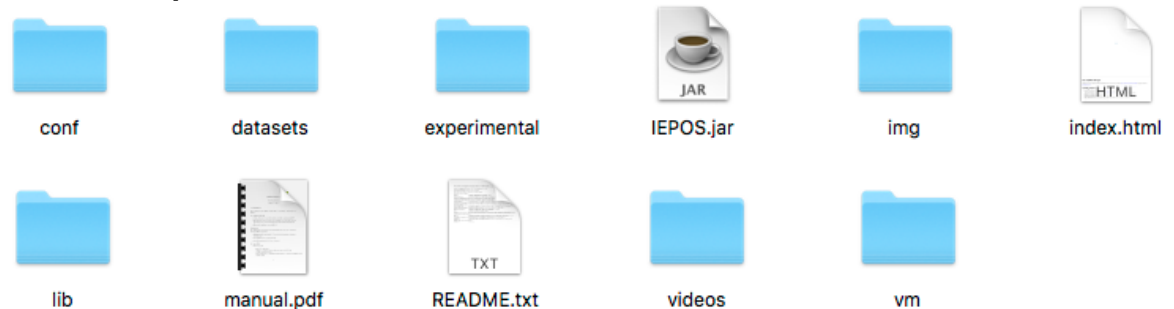 JAR
HTML
conf
datasets
experimental
IEPOS.jar
img
index.html
TXT
lib
manual.pdf
README.txt
videos
vm